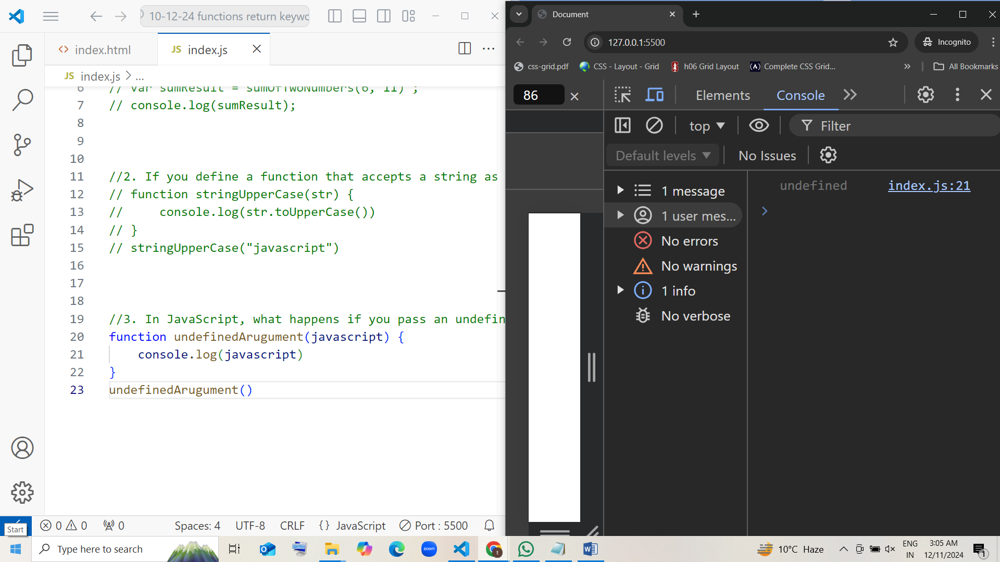 10-12-24 functions return keywo
index.html
JS index.js
JS index.js > ...
6 // var sumResult = sumOfTwoNumbers(6, 11) ;
7 // console.log(sumResult);
8
9
10
11 //2. If you define a function that accepts a string as
12 // function stringUpperCase(str) {
13 //     console.log(str.toUpperCase())
14 // }
15 // stringUpperCase("javascript")
16
17
18
19 //3. In JavaScript, what happens if you pass an undefin
20 function undefinedArugument(javascript) {
21     console.log(javascript)
22 }
23 undefinedArugument()
0 0 0 Spaces: 4 UTF-8 CRLF {} JavaScript Port : 5500
Start
Document
127.0.0.1:5500
Incognito
css-grid.pdf CSS - Layout - Grid h06 Grid Layout Complete CSS Grid... » All Bookmarks
86 ×
Elements Console
top Filter
Default levels No Issues
1 message
1 user mes...
No errors
No warnings
1 info
No verbose
undefined index.js:21
Type here to search
zoom
10°C Haze
ENG
IN
3:05 AM
12/11/2024
1